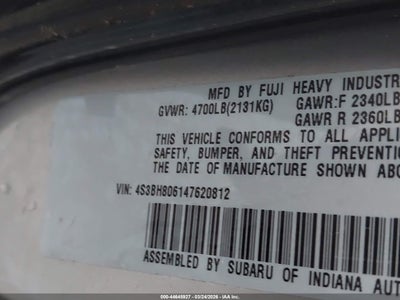 MFD BY FUJI HEAVY INDUSTR
GVWR: 4700LB(2131KG) GAWR:F 2340LB
GAWR R 2360LB
THIS VEHICLE CONFORMS TO ALL APPLI
SAFETY, BUMPER, AND THEFT PREVENTIO
DATE OF MANUFACTURE SHOWN ABO
VIN: 4S3BH806147620812
ASSEMBLED BY SUBARU OF INDIANA AUTO
000-44645927 - 03/24/2026 - IAA Inc.